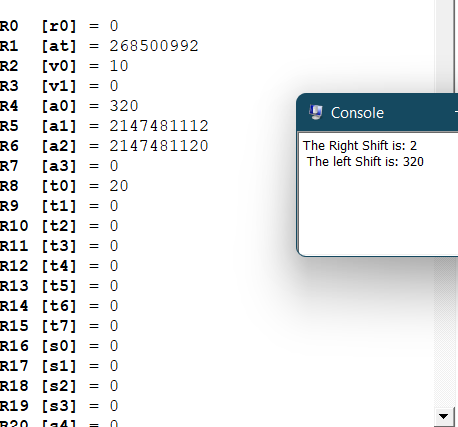 R0 [r0] = 0
R1 [at] = 268500992
R2 [v0] = 10
R3 [v1] = 0
R4 [a0] = 320
R5 [a1] = 2147481112
R6 [a2] = 2147481120
R7 [a3] = 0
R8 [t0] = 20
R9 [t1] = 0
R10 [t2] = 0
R11 [t3] = 0
R12 [t4] = 0
R13 [t5] = 0
R14 [t6] = 0
R15 [t7] = 0
R16 [s0] = 0
R17 [s1] = 0
R18 [s2] = 0
R19 [s3] = 0
R20 [s4] = 0
Console
The Right Shift is: 2
The left Shift is: 320